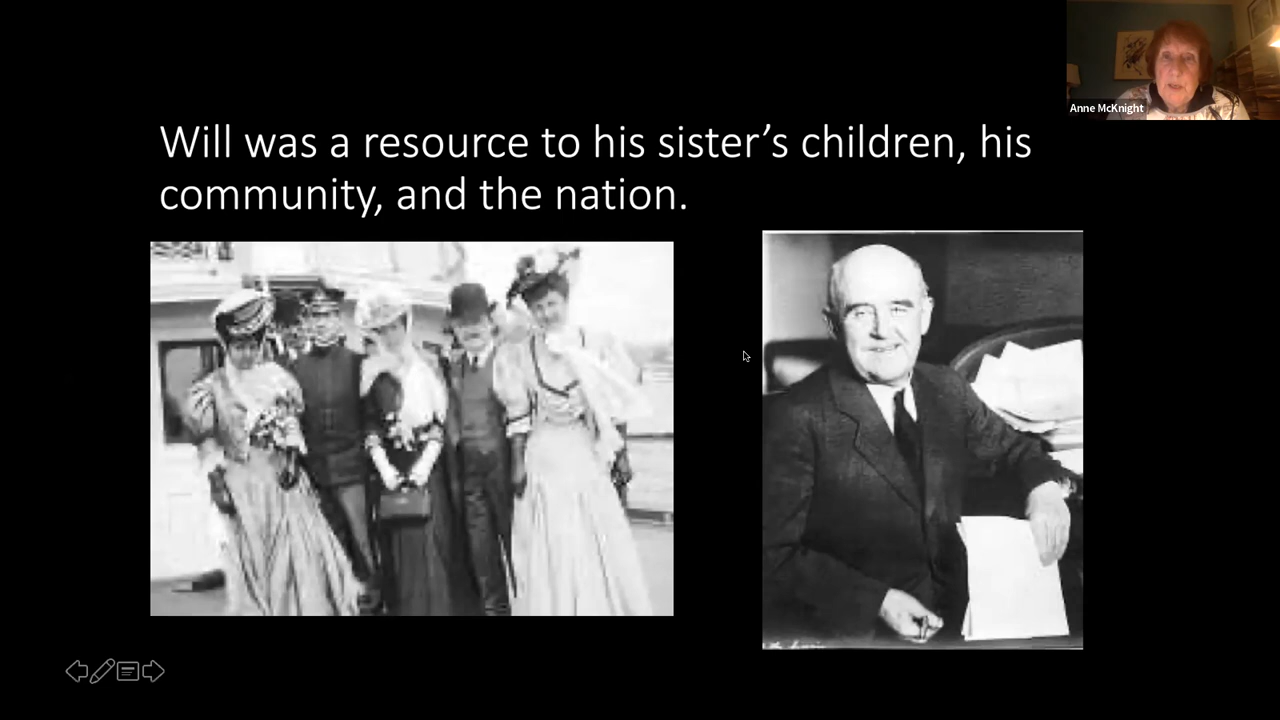 Anne McKnight
Will was a resource to his sister’s children, his
community, and the nation.